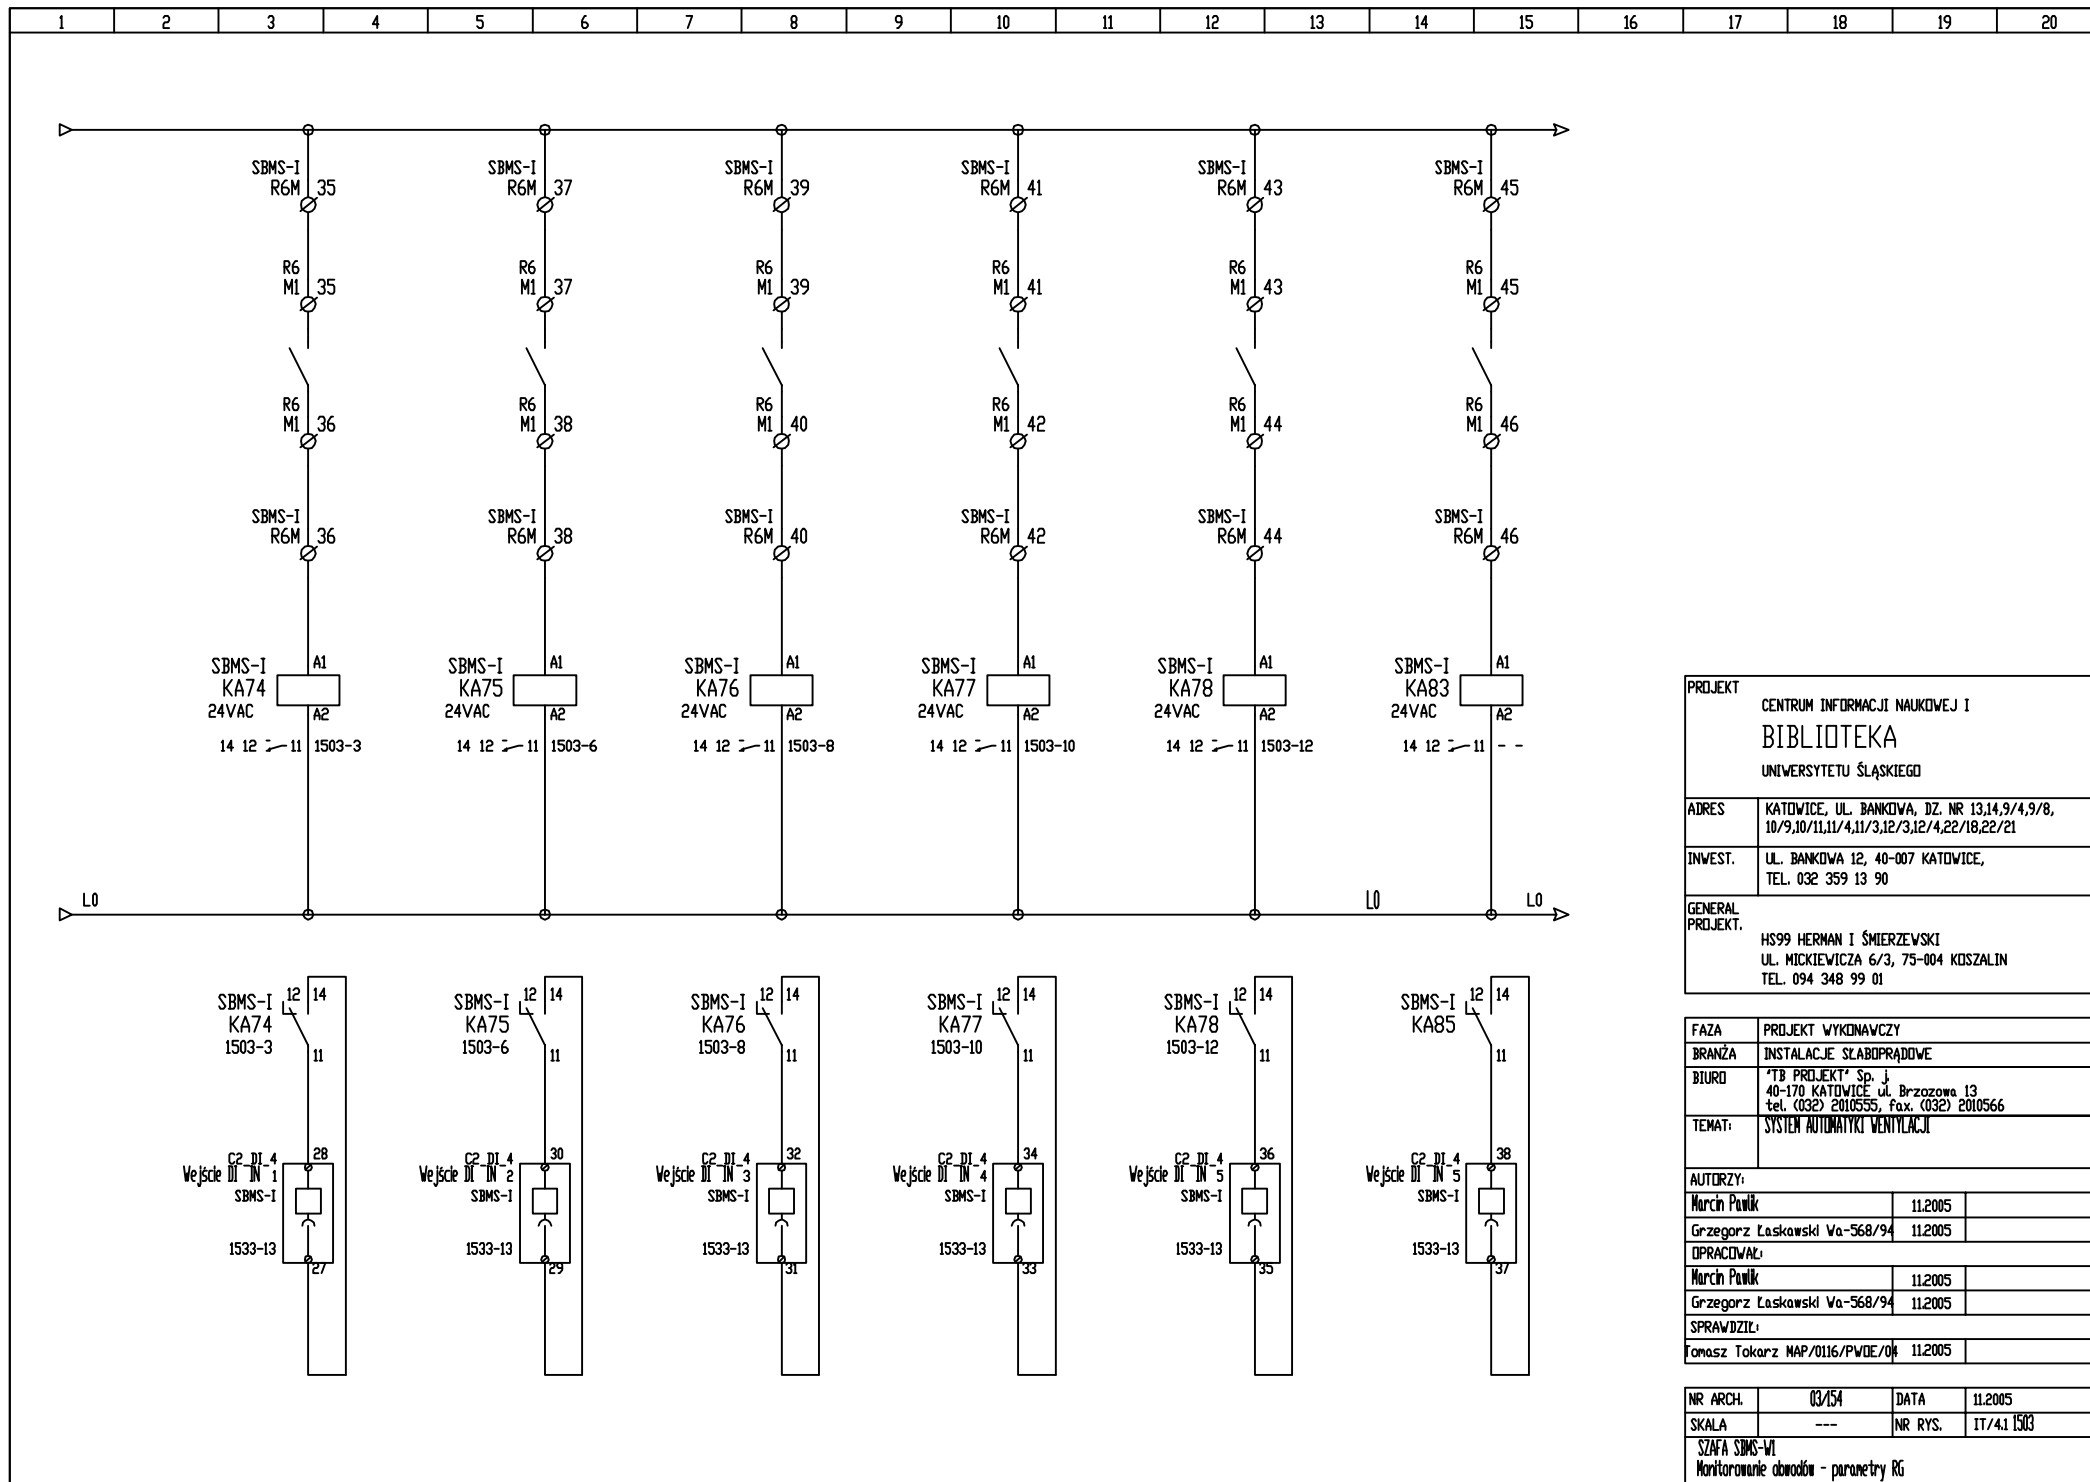 1 2 3 4 5 6 7 8 9 10 11 12 13 14 15 16 17 18 19 20
SBMS-I SBMS-I SBMS-I SBMS-I SBMS-I SBMS-I
R6M 35 R6M 37 R6M 39 R6M 41 R6M 43 R6M 45
R6 R6 R6 R6 R6 R6
M1 35 M1 37 M1 39 M1 41 M1 43 M1 45
R6 R6 R6 R6 R6 R6
M1 36 M1 38 M1 40 M1 42 M1 44 M1 46
SBMS-I SBMS-I SBMS-I SBMS-I SBMS-I SBMS-I
R6M 36 R6M 38 R6M 40 R6M 42 R6M 44 R6M 46
SBMS-I A1 SBMS-I A1 SBMS-I A1 SBMS-I A1 SBMS-I A1 SBMS-I A1
KA74 KA75 KA76 KA77 KA78 KA83
24VAC A2 24VAC A2 24VAC A2 24VAC A2 24VAC A2 24VAC A2
14 12 11 1503-3 14 12 11 1503-6 14 12 11 1503-8 14 12 11 1503-10 14 12 11 1503-12 14 12 11 - -
L0 L0 L0
SBMS-I 12 14 SBMS-I 12 14 SBMS-I 12 14 SBMS-I 12 14 SBMS-I 12 14 SBMS-I 12 14
KA74 KA75 KA76 KA77 KA78 KA85
1503-3 11 1503-6 11 1503-8 11 1503-10 11 1503-12 11 11
C2_DI_4 28 C2_DI_4 30 C2_DI_4 32 C2_DI_4 34 C2_DI_4 36 C2_DI_4 38
Wejście DI IN 1 Wejście DI IN 2 Wejście DI IN 3 Wejście DI IN 4 Wejście DI IN 5 Wejście DI IN 5
SBMS-I SBMS-I SBMS-I SBMS-I SBMS-I SBMS-I
1533-13 1533-13 1533-13 1533-13 1533-13 1533-13
27 29 31 33 35 37
PROJEKT
CENTRUM INFORMACJI NAUKOWEJ I
BIBLIOTEKA
UNIWERSYTETU ŚLĄSKIEGO
ADRES KATOWICE, UL. BANKOWA, DZ. NR 13,14,9/4,9/8,
10/9,10/11,11/4,11/3,12/3,12/4,22/18,22/21
INWEST. UL. BANKOWA 12, 40-007 KATOWICE,
TEL. 032 359 13 90
GENERAL
PROJEKT.
HS99 HERMAN I ŚMIERZEWSKI
UL. MICKIEWICZA 6/3, 75-004 KOSZALIN
TEL. 094 348 99 01
FAZA PROJEKT WYKONAWCZY
BRANŻA INSTALACJE SŁABOPRĄDOWE
BIURO "TB PROJEKT" Sp. j.
40-170 KATOWICE ul. Brzozowa 13
tel. (032) 2010555, fax. (032) 2010566
TEMAT: SYSTEM AUTOMATYKI WENTYLACJI
AUTORZY:
Marcin Pawlik 11.2005
Grzegorz Łaskawski Wa-568/94 11.2005
OPRACOWAŁ:
Marcin Pawlik 11.2005
Grzegorz Łaskawski Wa-568/94 11.2005
SPRAWDZIŁ:
Tomasz Tokarz MAP/0116/PWOE/04 11.2005
NR ARCH. 03/154 DATA 11.2005
SKALA --- NR RYS. IT/4.1 1503
SZAFA SBMS-W1
Monitorowanie obwodów - parametry RG